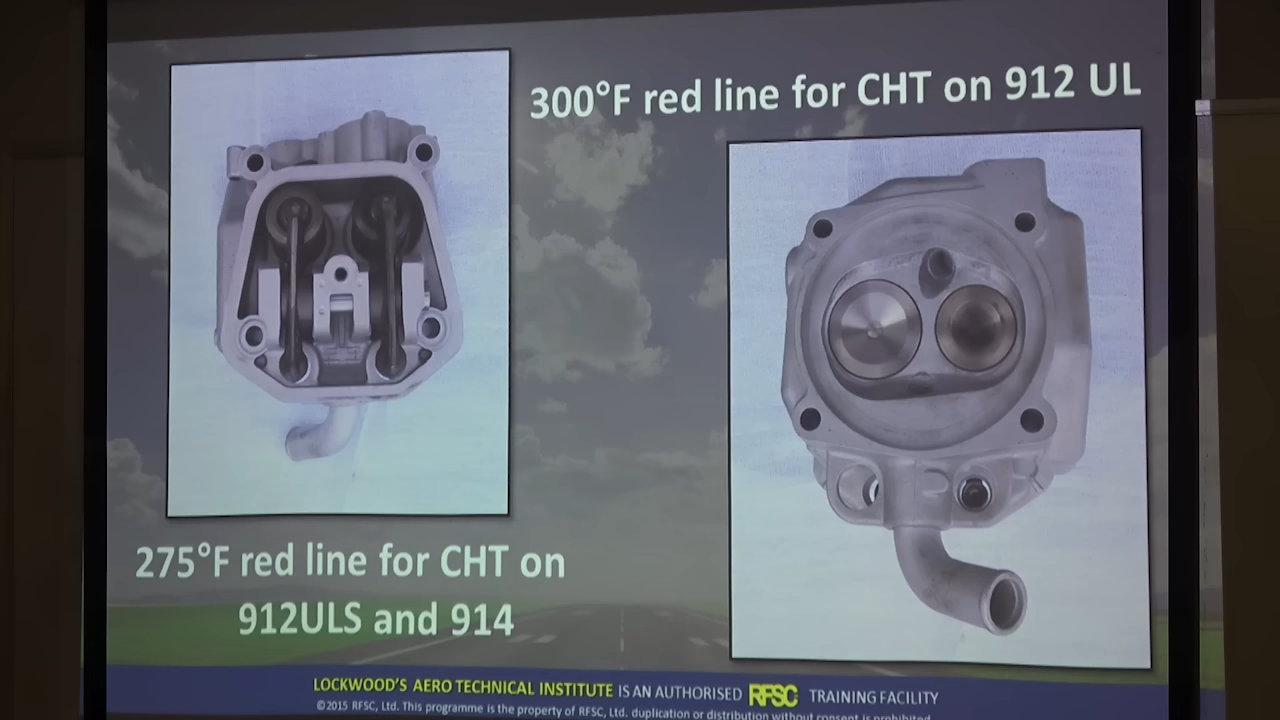 300°F red line for CHT on 912 UL
275°F red line for CHT on
912ULS and 914
LOCKWOOD'S AERO TECHNICAL INSTITUTE IS AN AUTHORISED RFSC TRAINING FACILITY
©2015 RFSC, Ltd. This programme is the property of RFSC, Ltd. duplication or distribution without consent is prohibited